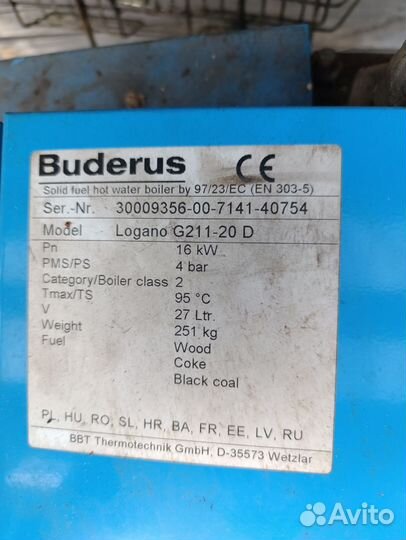 Buderus CE
Solid fuel hot water boiler by 97/23/EC (EN 303-5)
Ser.-Nr. 30009356-00-7141-40754
Model Logano G211-20 D
Pn 16 kW
PMS/PS 4 bar
Category/Boiler class 2
Tmax/TS 95 °C
V 27 Ltr.
Weight 251 kg
Fuel Wood
Coke
Black coal
PL, HU, RO, SL, HR, BA, FR, EE, LV, RU
BBT Thermotechnik GmbH, D-35573 Wetzlar
Avito